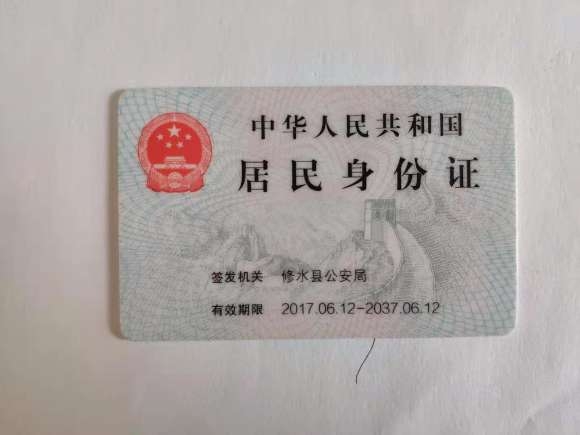 中华人民共和国
居民身份证
签发机关 修水县公安局
有效期限 2017.06.12-2037.06.12